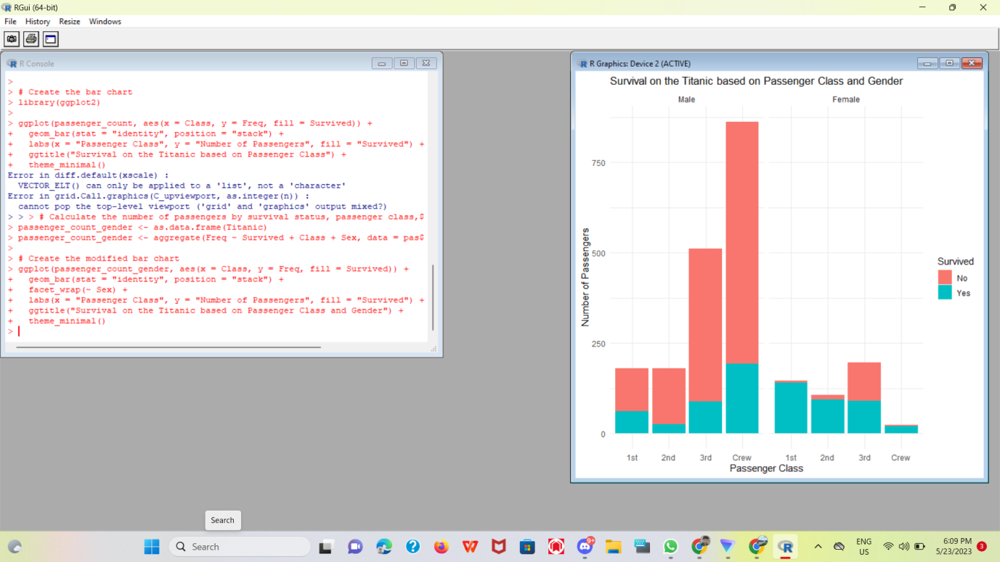 RGui (64-bit)
File History Resize Windows
R Console
>
> # Create the bar chart
> library(ggplot2)
>
> ggplot(passenger_count, aes(x = Class, y = Freq, fill = Survived)) +
+   geom_bar(stat = "identity", position = "stack") +
+   labs(x = "Passenger Class", y = "Number of Passengers", fill = "Survived") +
+   ggtitle("Survival on the Titanic based on Passenger Class") +
+   theme_minimal()
Error in diff.default(xscale) :
  VECTOR_ELT() can only be applied to a 'list', not a 'character'
Error in grid.Call.graphics(C_upviewport, as.integer(n)) :
  cannot pop the top-level viewport ('grid' and 'graphics' output mixed?)
> > > # Calculate the number of passengers by survival status, passenger class,$
> passenger_count_gender <- as.data.frame(Titanic)
> passenger_count_gender <- aggregate(Freq ~ Survived + Class + Sex, data = pas$
>
> # Create the modified bar chart
> ggplot(passenger_count_gender, aes(x = Class, y = Freq, fill = Survived)) +
+   geom_bar(stat = "identity", position = "stack") +
+   facet_wrap(~ Sex) +
+   labs(x = "Passenger Class", y = "Number of Passengers", fill = "Survived") +
+   ggtitle("Survival on the Titanic based on Passenger Class and Gender") +
+   theme_minimal()
>
R Graphics: Device 2 (ACTIVE)
Survival on the Titanic based on Passenger Class and Gender
Male Female
750
500
250
0
Number of Passengers
1st 2nd 3rd Crew 1st 2nd 3rd Crew
Passenger Class
Survived
No
Yes
Search
Search
9+
ENG
US
6:09 PM
5/23/2023
3